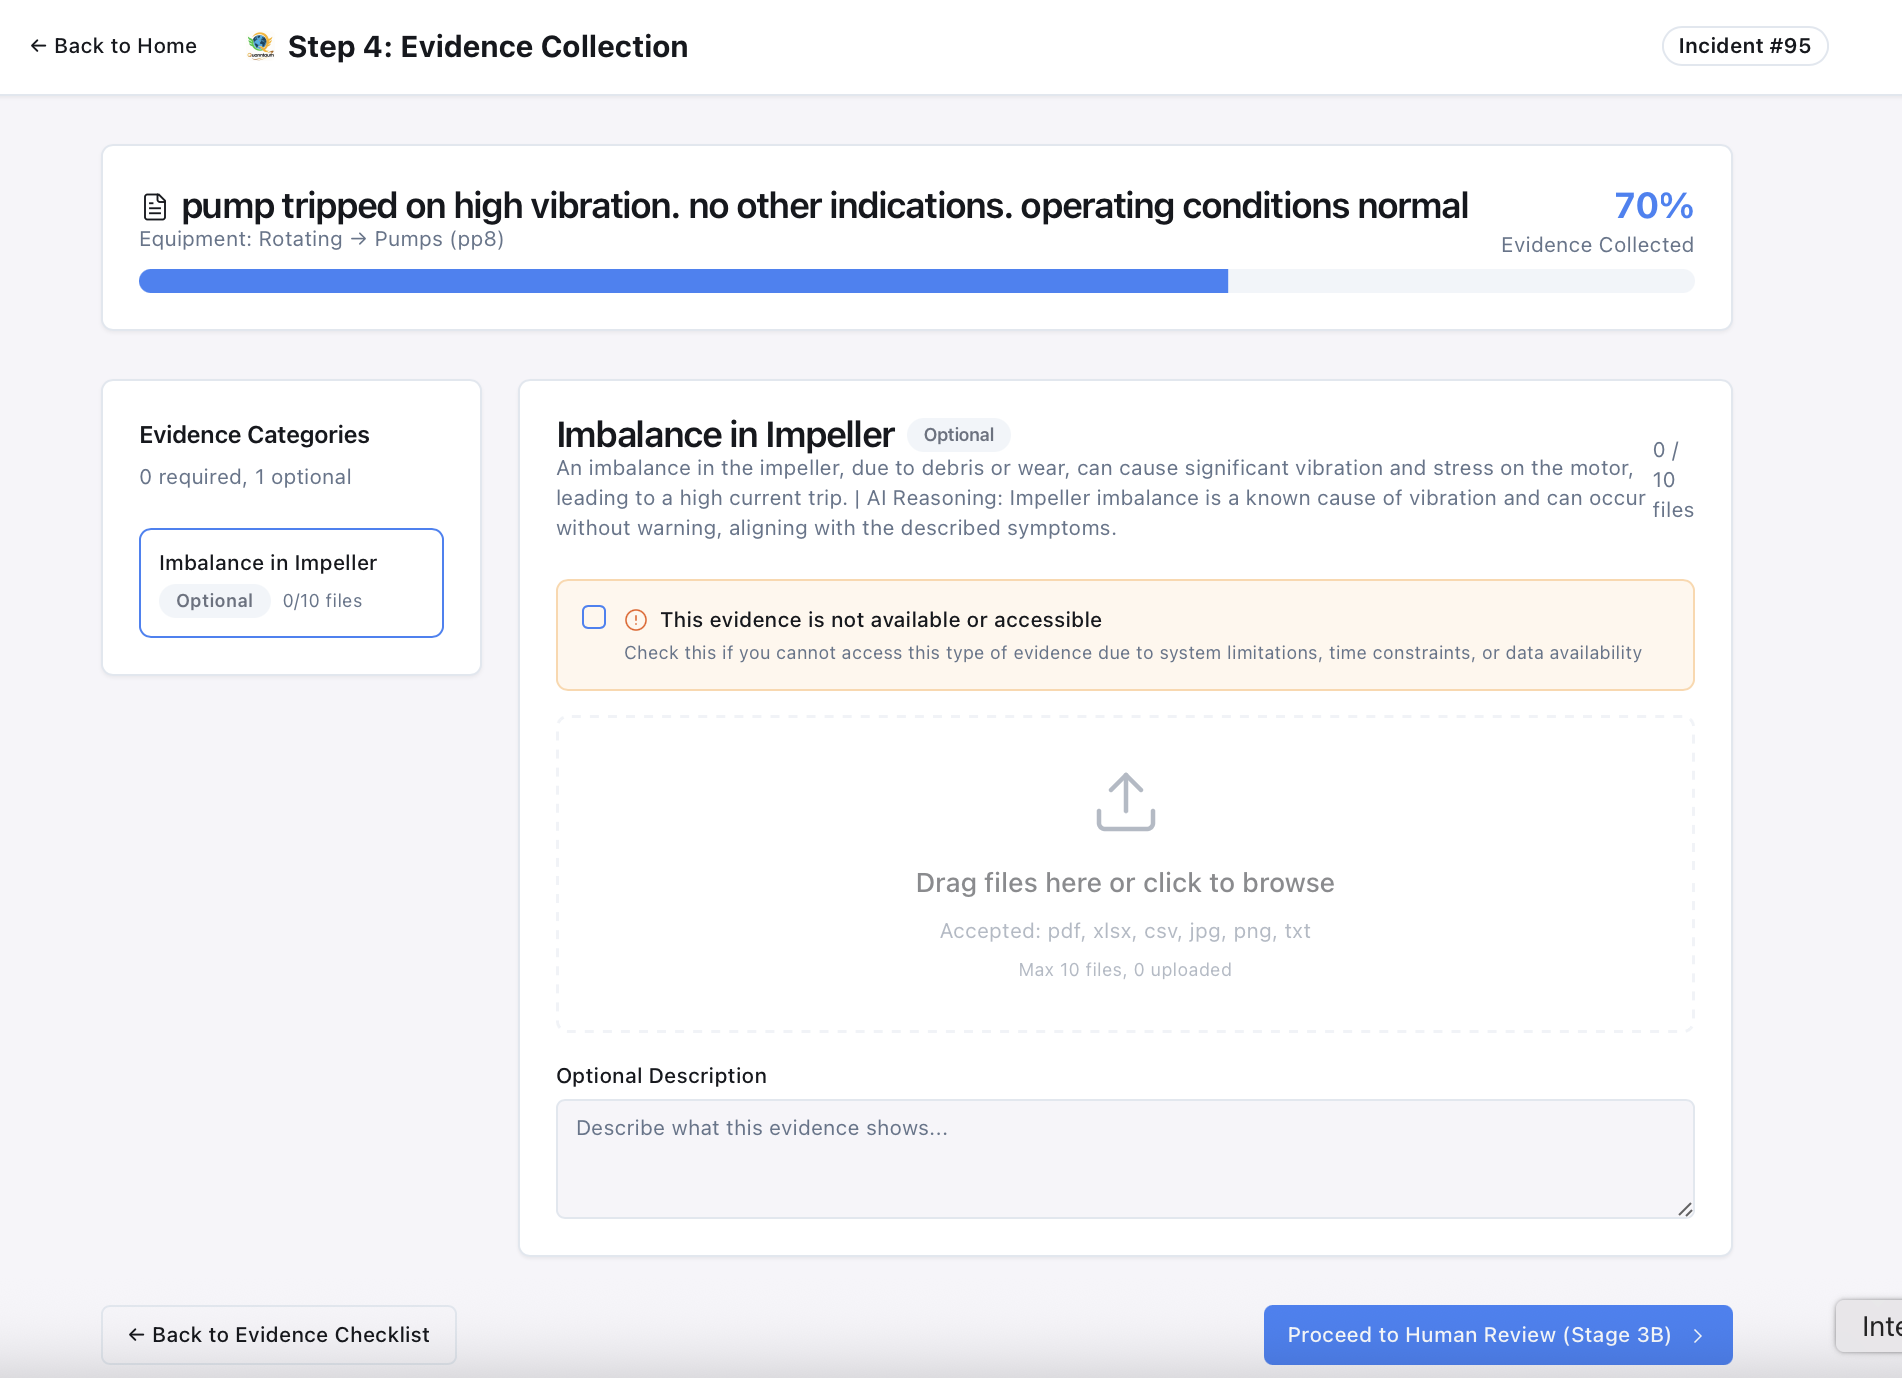 ← Back to Home
Step 4: Evidence Collection
Incident #95
pump tripped on high vibration. no other indications. operating conditions normal
70%
Equipment: Rotating → Pumps (pp8)
Evidence Collected
Evidence Categories
0 required, 1 optional
Imbalance in Impeller
Optional 0/10 files
Imbalance in Impeller Optional
An imbalance in the impeller, due to debris or wear, can cause significant vibration and stress on the motor,
leading to a high current trip. | AI Reasoning: Impeller imbalance is a known cause of vibration and can occur
without warning, aligning with the described symptoms.
0 /
10
files
This evidence is not available or accessible
Check this if you cannot access this type of evidence due to system limitations, time constraints, or data availability
Drag files here or click to browse
Accepted: pdf, xlsx, csv, jpg, png, txt
Max 10 files, 0 uploaded
Optional Description
Describe what this evidence shows...
← Back to Evidence Checklist
Proceed to Human Review (Stage 3B) >